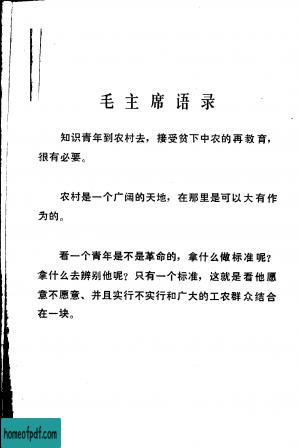 毛主席语录
知识青年到农村去，接受贫下中农的再教育，
很有必要。
农村是一个广阔的天地，在那里是可以大有作
为的。
看一个青年是不是革命的，拿什么做标准呢？
拿什么去辨别他呢？只有一个标准，这就是看他愿
意不愿意、并且实行不实行和广大的工农群众结合
在一块。
homeofpdf.com